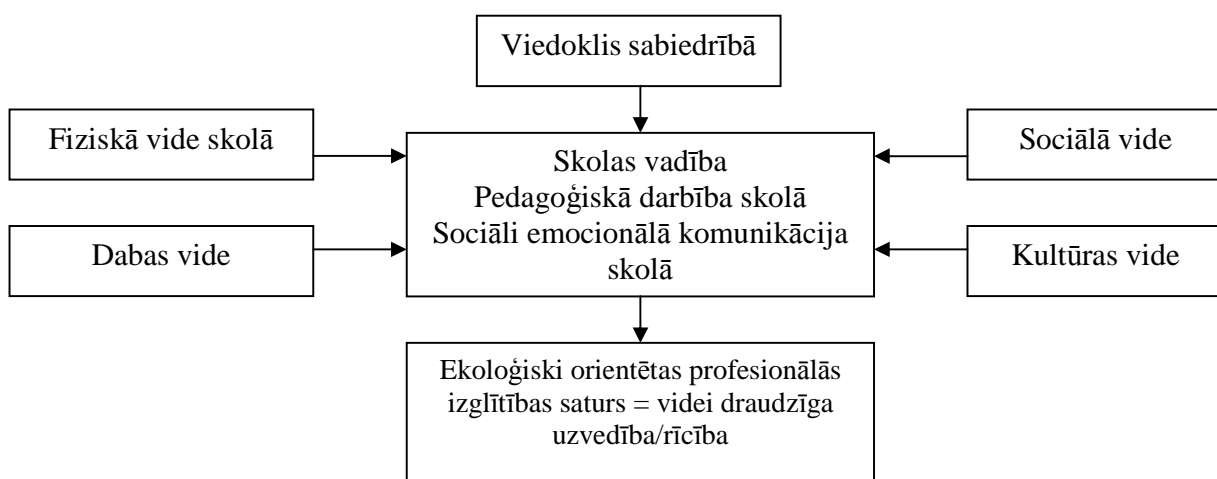 Viedoklis sabiedrībā
Fiziskā vide skolā
Sociālā vide
Skolas vadība
Pedagoģiskā darbība skolā
Sociāli emocionālā komunikācija
skolā
Dabas vide
Kultūras vide
Ekoloģiski orientētas profesionālās
izglītības saturs = videi draudzīga
uzvedība/rīcība